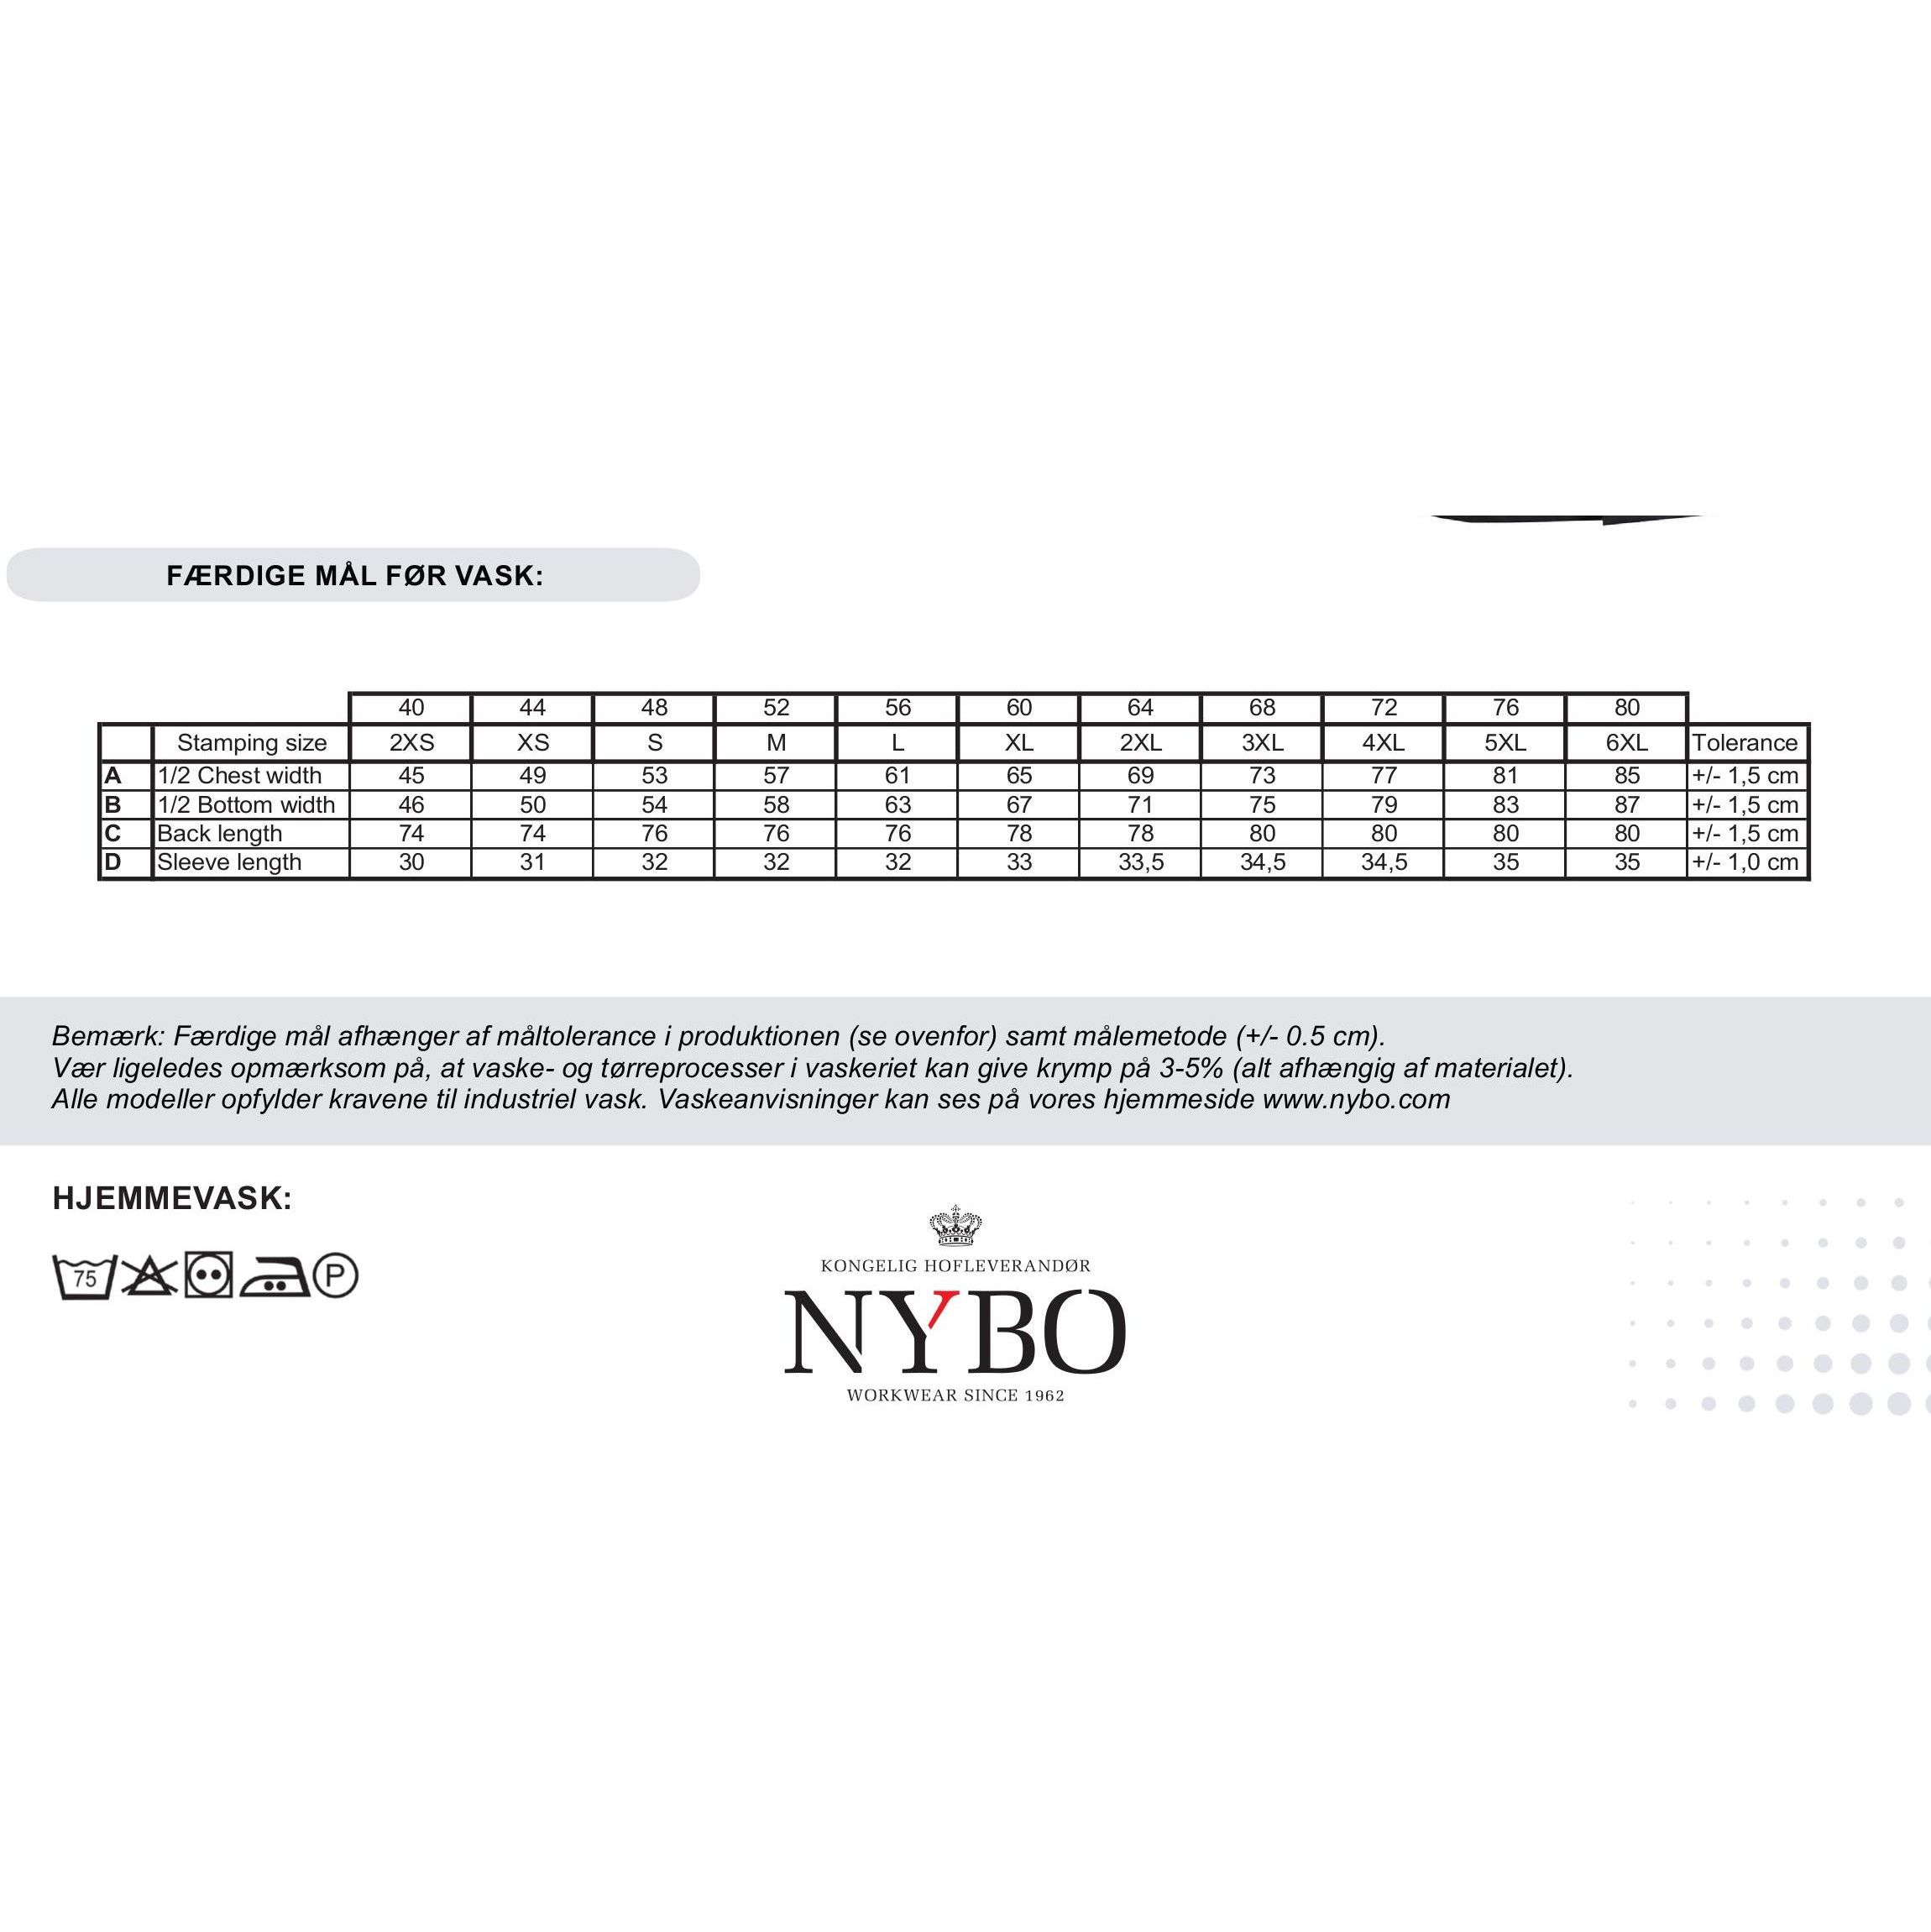 FÆRDIGE MÅL FØR VASK:
40 44 48 52 56 60 64 68 72 76 80
Stamping size 2XS XS S M L XL 2XL 3XL 4XL 5XL 6XL Tolerance
A 1/2 Chest width 45 49 53 57 61 65 69 73 77 81 85 +/- 1,5 cm
B 1/2 Bottom width 46 50 54 58 63 67 71 75 79 83 87 +/- 1,5 cm
C Back length 74 74 76 76 76 78 78 80 80 80 80 +/- 1,5 cm
D Sleeve length 30 31 32 32 32 33 33,5 34,5 34,5 35 35 +/- 1,0 cm
Bemærk: Færdige mål afhænger af måltolerance i produktionen (se ovenfor) samt målemetode (+/- 0.5 cm).
Vær ligeledes opmærksom på, at vaske- og tørreprocesser i vaskeriet kan give krymp på 3-5% (alt afhængig af materialet).
Alle modeller opfylder kravene til industriel vask. Vaskeanvisninger kan ses på vores hjemmeside www.nybo.com
HJEMMEVASK:
75 P
KONGELIG HOFLEVERANDØR
NYBO
WORKWEAR SINCE 1962